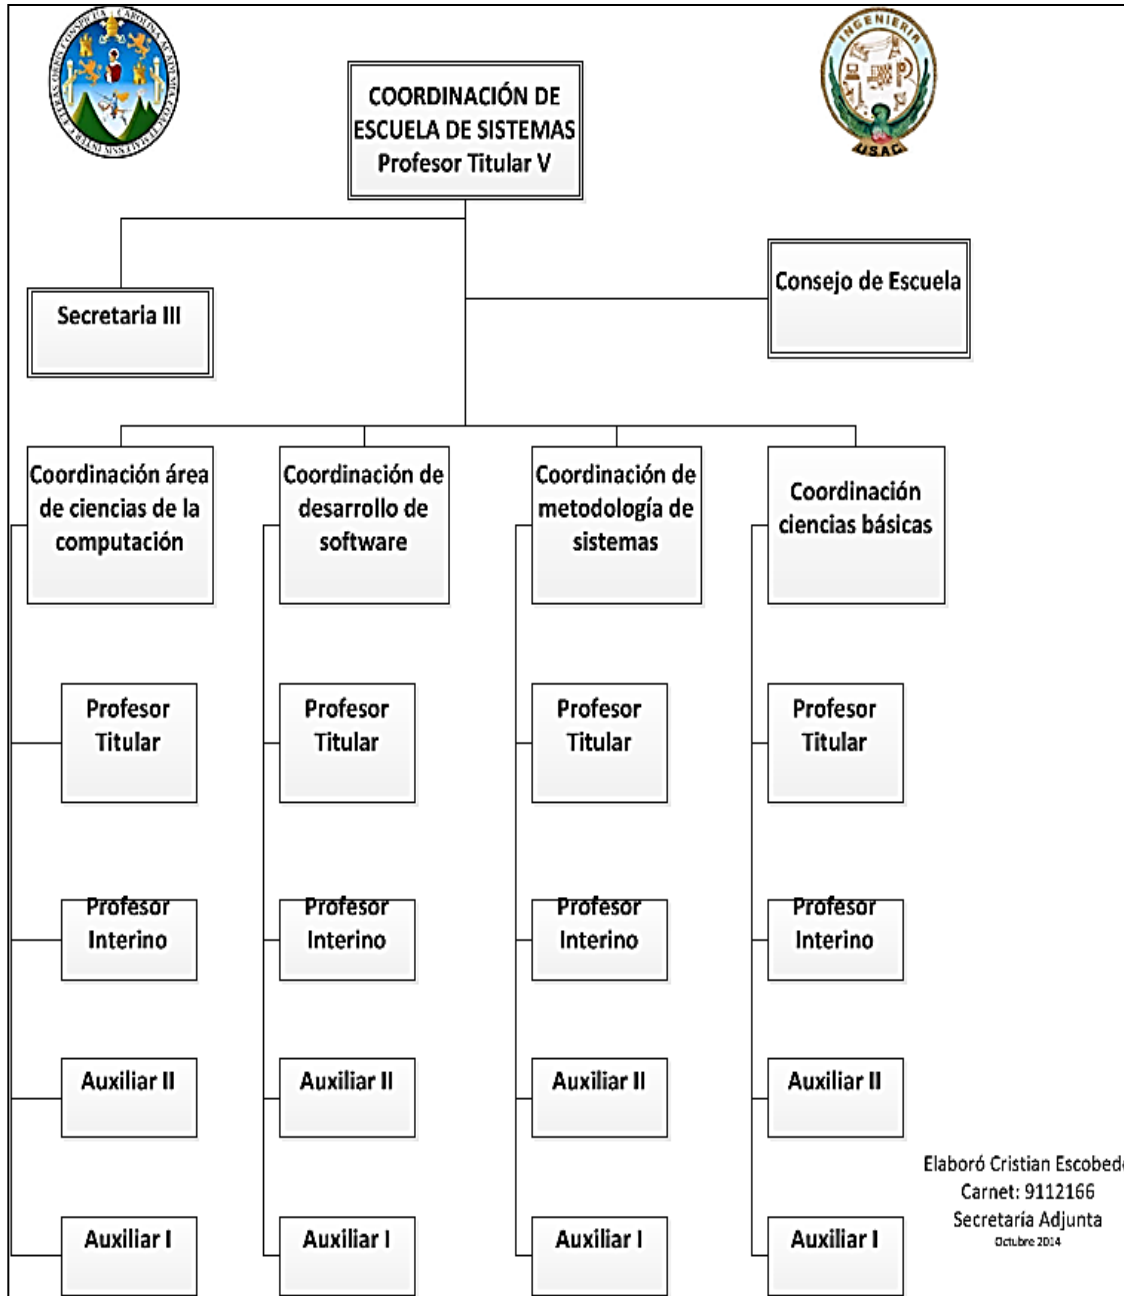 INGENIERIA
USAC
COORDINACIÓN DE
ESCUELA DE SISTEMAS
Profesor Titular V
Secretaria III
Consejo de Escuela
Coordinación área
de ciencias de la
computación
Coordinación de
desarrollo de
software
Coordinación de
metodología de
sistemas
Coordinación
ciencias básicas
Profesor
Titular
Profesor
Titular
Profesor
Titular
Profesor
Titular
Profesor
Interino
Profesor
Interino
Profesor
Interino
Profesor
Interino
Auxiliar II
Auxiliar II
Auxiliar II
Auxiliar II
Auxiliar I
Auxiliar I
Auxiliar I
Auxiliar I
Elaboró Cristian Escobed
Carnet: 9112166
Secretaría Adjunta
Octubre 2014